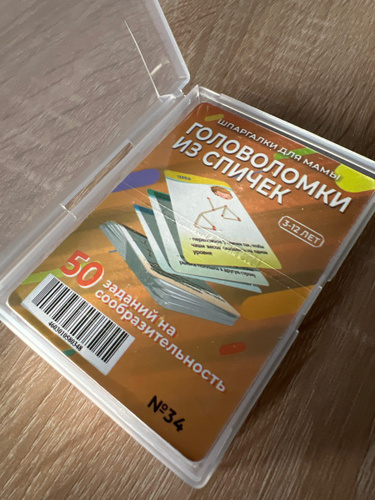 ШПАРГАЛКИ ДЛЯ МАМЫ
ГОЛОВОЛОМКИ
ИЗ СПИЧЕК
3-12 ЛЕТ
50
заданий на
сообразительность
№34